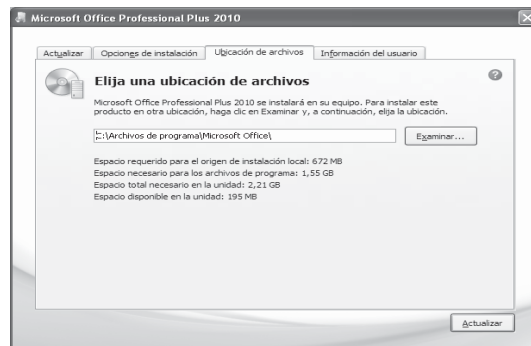 Microsoft Office Professional Plus 2010
Actualizar
Opciones de instalación
Ubicación de archivos
Información del usuario
Elija una ubicación de archivos
Microsoft Office Professional Plus 2010 se instalará en su equipo. Para instalar este
producto en otra ubicación, haga clic en Examinar y, a continuación, elija la ubicación.
C:\Archivos de programa\Microsoft Office\
Examinar...
Espacio requerido para el origen de instalación local: 672 MB
Espacio necesario para los archivos de programa: 1,55 GB
Espacio total necesario en la unidad: 2,21 GB
Espacio disponible en la unidad: 195 MB
Actualizar